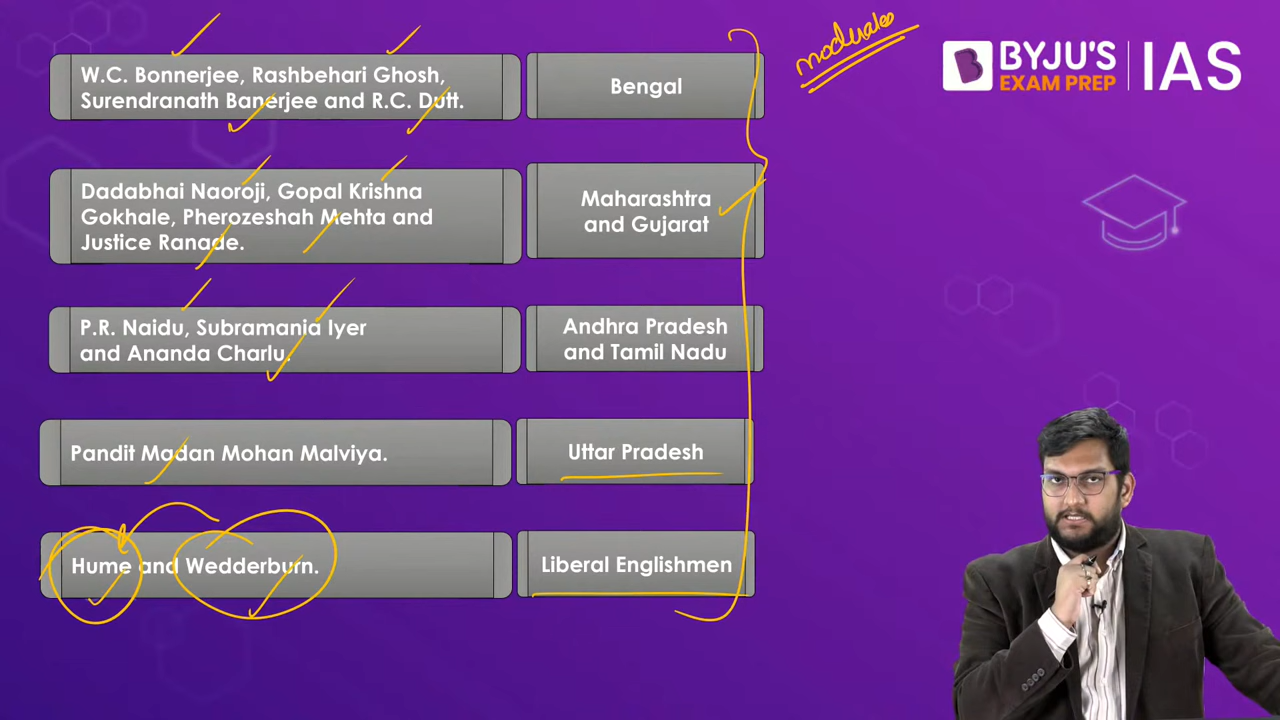 moduales
BYJU'S
EXAM PREP
IAS
W.C. Bonnerjee, Rashbehari Ghosh,
Surendranath Banerjee and R.C. Dutt.
Bengal
Dadabhai Naoroji, Gopal Krishna
Gokhale, Pherozeshah Mehta and
Justice Ranade.
Maharashtra
and Gujarat
P.R. Naidu, Subramania Iyer
and Ananda Charlu.
Andhra Pradesh
and Tamil Nadu
Pandit Madan Mohan Malviya.
Uttar Pradesh
Hume and Wedderburn.
Liberal Englishmen